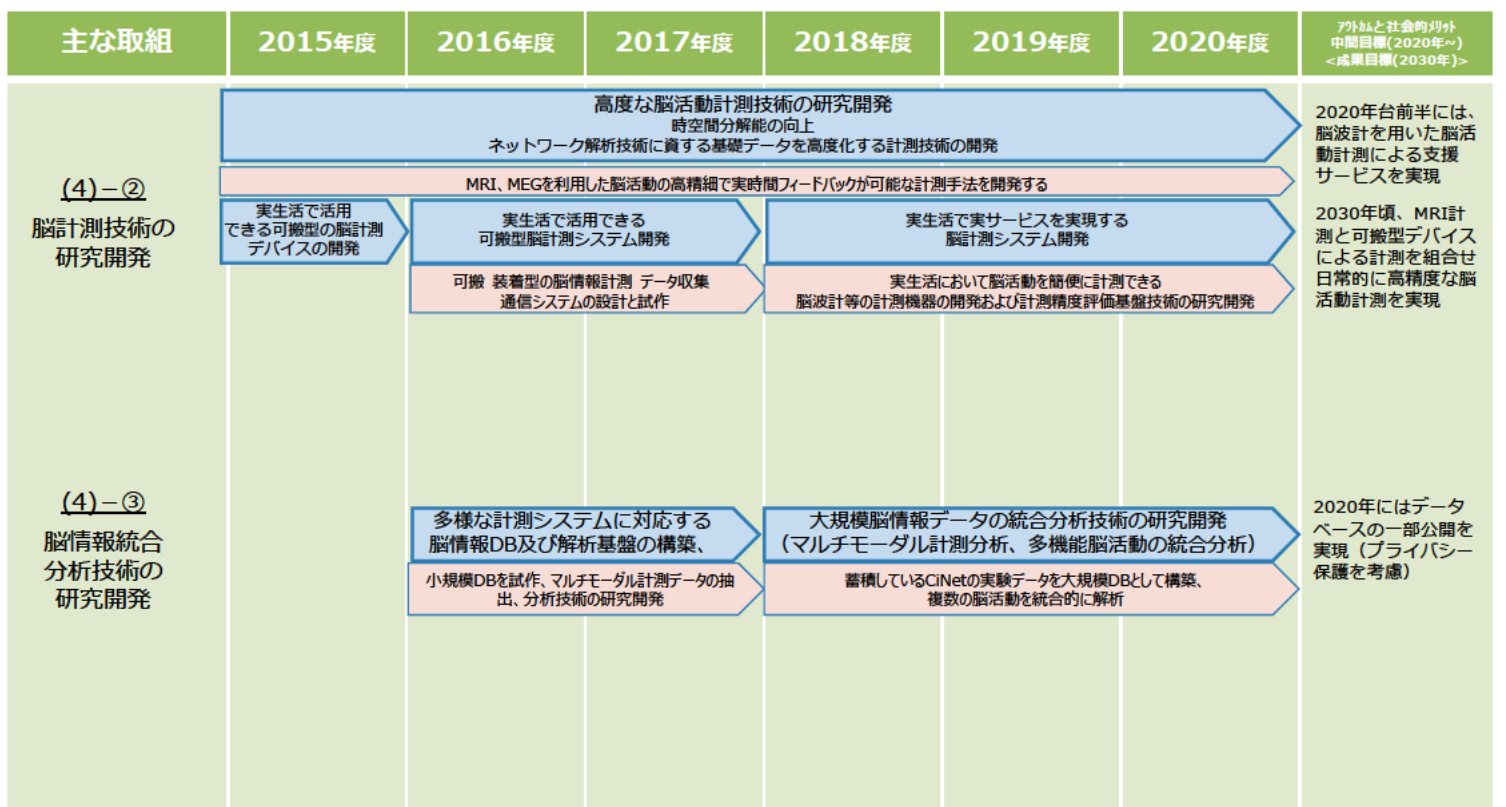 主な取組
2015年度
2016年度
2017年度
2018年度
2019年度
2020年度
アウトカムと社会的メリット
中間目標(2020年~)
<成果目標(2030年)>
(4)－②
脳計測技術の
研究開発
高度な脳活動計測技術の研究開発
時空間分解能の向上
ネットワーク解析技術に資する基礎データを高度化する計測技術の開発
MRI、MEGを利用した脳活動の高精細で実時間フィードバックが可能な計測手法を開発する
実生活で活用
できる可搬型の脳計測
デバイスの開発
実生活で活用できる
可搬型脳計測システム開発
実生活で実サービスを実現する
脳計測システム開発
可搬 装着型の脳情報計測 データ収集
通信システムの設計と試作
実生活において脳活動を簡便に計測できる
脳波計等の計測機器の開発および計測精度評価基盤技術の研究開発
2020年台前半には、
脳波計を用いた脳活
動計測による支援
サービスを実現
2030年頃、MRI計
測と可搬型デバイス
による計測を組合せ
日常的に高精度な脳
活動計測を実現
(4)－③
脳情報統合
分析技術の
研究開発
多様な計測システムに対応する
脳情報DB及び解析基盤の構築、
大規模脳情報データの統合分析技術の研究開発
(マルチモーダル計測分析、多機能脳活動の統合分析)
小規模DBを試作、マルチモーダル計測データの抽
出、分析技術の研究開発
蓄積しているCiNetの実験データを大規模DBとして構築、
複数の脳活動を統合的に解析
2020年にはデータ
ベースの一部公開を
実現（プライバシー
保護を考慮）